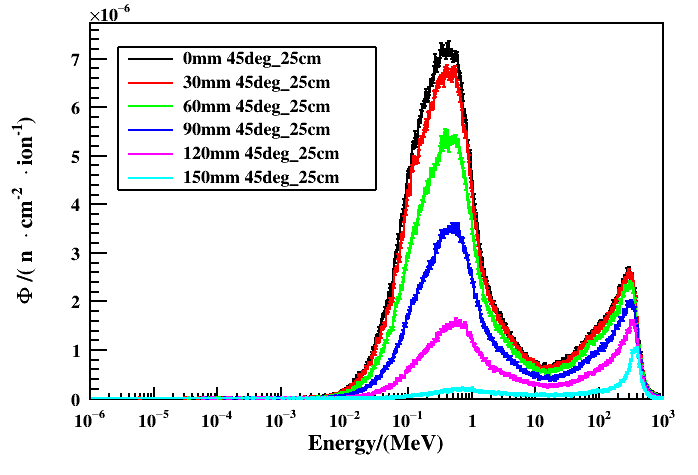 ×10⁻⁶
7
6
5
4
3
2
1
0
Φ /( n · cm⁻² · ion⁻¹)
0mm 45deg_25cm
30mm 45deg_25cm
60mm 45deg_25cm
90mm 45deg_25cm
120mm 45deg_25cm
150mm 45deg_25cm
10⁻⁶ 10⁻⁵ 10⁻⁴ 10⁻³ 10⁻² 10⁻¹ 1 10 10² 10³
Energy/(MeV)